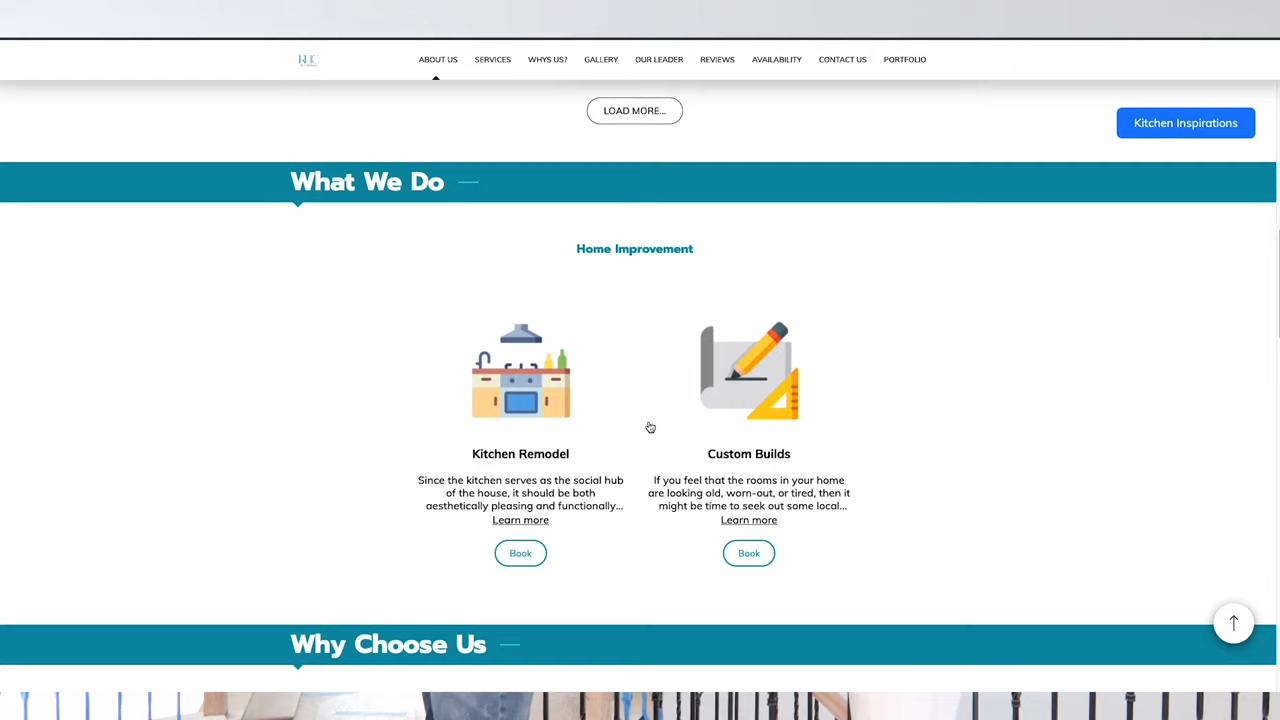 ABOUT US SERVICES WHYS US? GALLERY OUR LEADER REVIEWS AVAILABILITY CONTACT US PORTFOLIO
LOAD MORE...
Kitchen Inspirations
What We Do
Home Improvement
Kitchen Remodel
Since the kitchen serves as the social hub
of the house, it should be both
aesthetically pleasing and functionally...
Learn more
Book
Custom Builds
If you feel that the rooms in your home
are looking old, worn-out, or tired, then it
might be time to seek out some local...
Learn more
Book
Why Choose Us